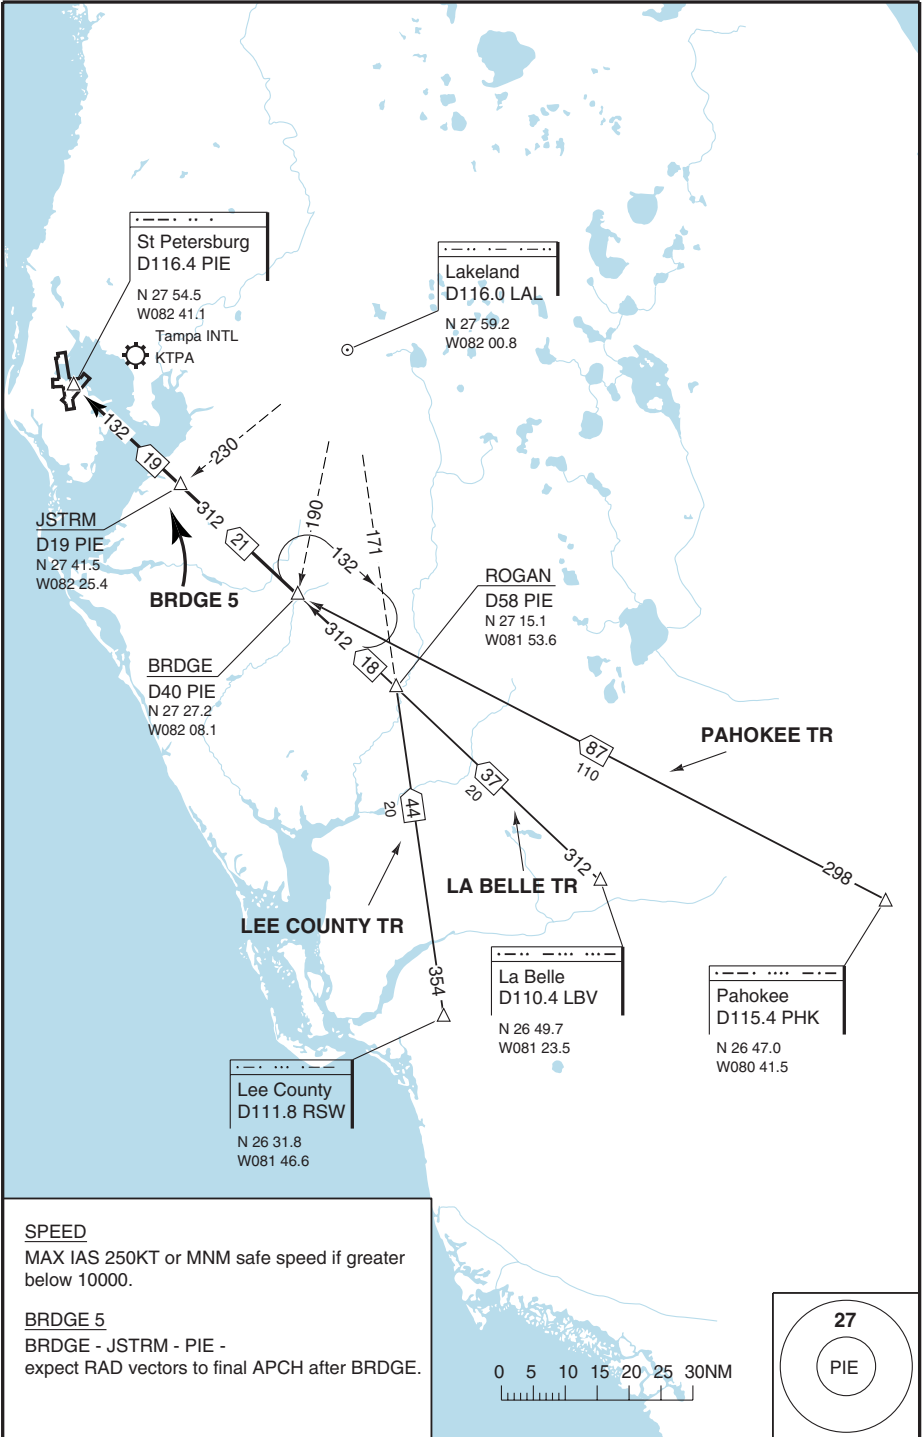 St Petersburg
D116.4 PIE
N 27 54.5
W082 41.1
Tampa INTL
KTPA
Lakeland
D116.0 LAL
N 27 59.2
W082 00.8
132
19
230
312
21
190
171
132
JSTRM
D19 PIE
N 27 41.5
W082 25.4
BRDGE 5
ROGAN
D58 PIE
N 27 15.1
W081 53.6
312
18
BRDGE
D40 PIE
N 27 27.2
W082 08.1
PAHOKEE TR
87
110
37
20
44
20
312
298
LA BELLE TR
LEE COUNTY TR
354
La Belle
D110.4 LBV
N 26 49.7
W081 23.5
Pahokee
D115.4 PHK
N 26 47.0
W080 41.5
Lee County
D111.8 RSW
N 26 31.8
W081 46.6
SPEED
MAX IAS 250KT or MNM safe speed if greater
below 10000.
BRDGE 5
BRDGE - JSTRM - PIE -
expect RAD vectors to final APCH after BRDGE.
0 5 10 15 20 25 30NM
27
PIE